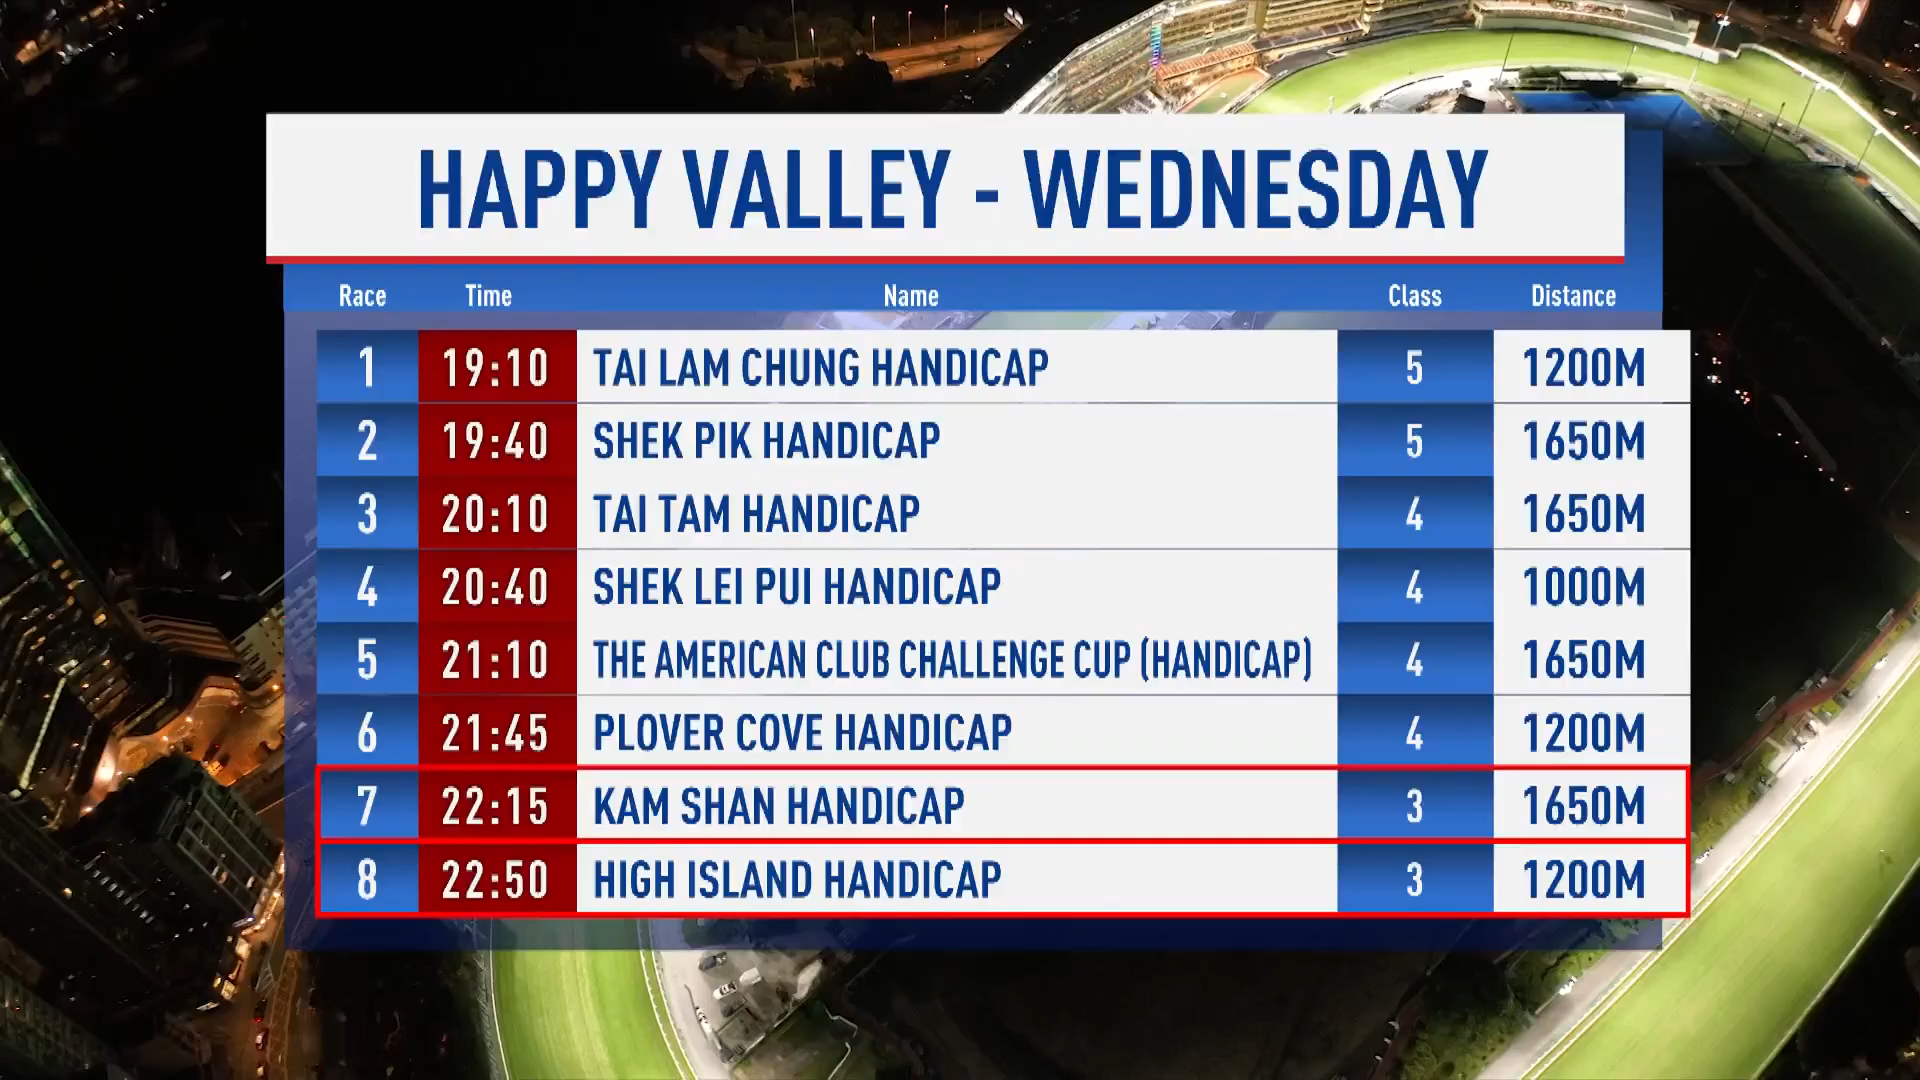 HAPPY VALLEY - WEDNESDAY
Race Time Name Class Distance
1 19:10 TAI LAM CHUNG HANDICAP 5 1200M
2 19:40 SHEK PIK HANDICAP 5 1650M
3 20:10 TAI TAM HANDICAP 4 1650M
4 20:40 SHEK LEI PUI HANDICAP 4 1000M
5 21:10 THE AMERICAN CLUB CHALLENGE CUP (HANDICAP) 4 1650M
6 21:45 PLOVER COVE HANDICAP 4 1200M
7 22:15 KAM SHAN HANDICAP 3 1650M
8 22:50 HIGH ISLAND HANDICAP 3 1200M